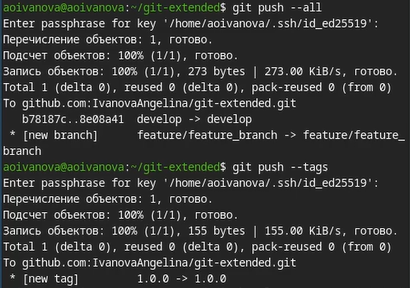 aoivanova@aoivanova:~/git-extended$ git push --all
Enter passphrase for key '/home/aoivanova/.ssh/id_ed25519':
Перечисление объектов: 1, готово.
Подсчет объектов: 100% (1/1), готово.
Запись объектов: 100% (1/1), 273 bytes | 273.00 KiB/s, готово.
Total 1 (delta 0), reused 0 (delta 0), pack-reused 0 (from 0)
To github.com:IvanovaAngelina/git-extended.git
   b78187c..8e08a41  develop -> develop
 * [new branch]      feature/feature_branch -> feature/feature_
branch
aoivanova@aoivanova:~/git-extended$ git push --tags
Enter passphrase for key '/home/aoivanova/.ssh/id_ed25519':
Перечисление объектов: 1, готово.
Подсчет объектов: 100% (1/1), готово.
Запись объектов: 100% (1/1), 155 bytes | 155.00 KiB/s, готово.
Total 1 (delta 0), reused 0 (delta 0), pack-reused 0 (from 0)
To github.com:IvanovaAngelina/git-extended.git
 * [new tag]         1.0.0 -> 1.0.0